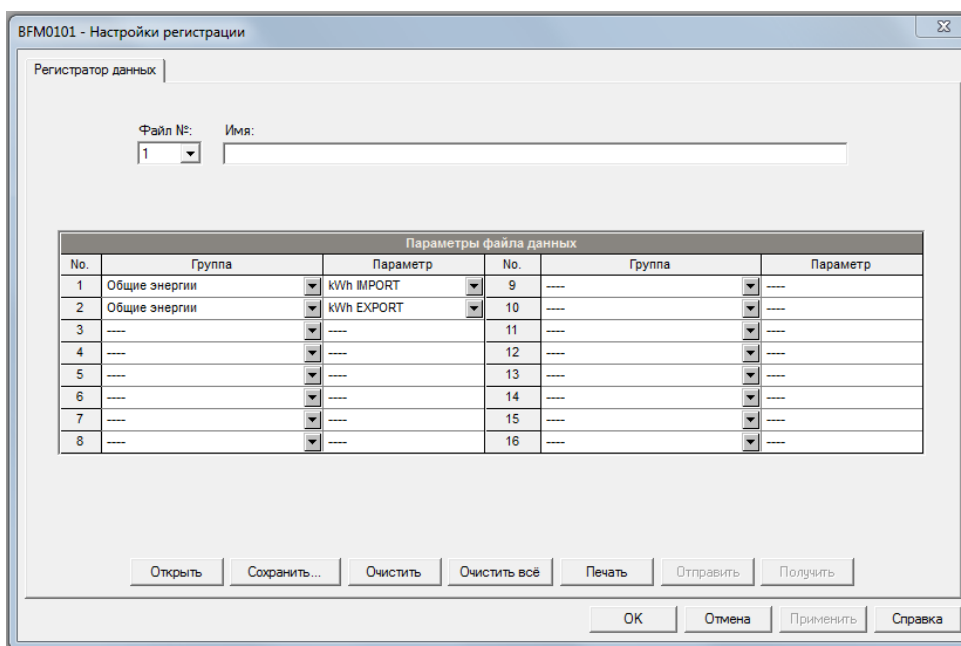 BFM0101 - Настройки регистрации
Регистратор данных
Файл №: Имя:
1
Параметры файла данных
No. Группа Параметр No. Группа Параметр
1 Общие энергии kWh IMPORT 9 ---- ----
2 Общие энергии kWh EXPORT 10 ---- ----
3 ---- ---- 11 ---- ----
4 ---- ---- 12 ---- ----
5 ---- ---- 13 ---- ----
6 ---- ---- 14 ---- ----
7 ---- ---- 15 ---- ----
8 ---- ---- 16 ---- ----
Открыть Сохранить... Очистить Очистить всё Печать Отправить Получить
OK Отмена Применить Справка